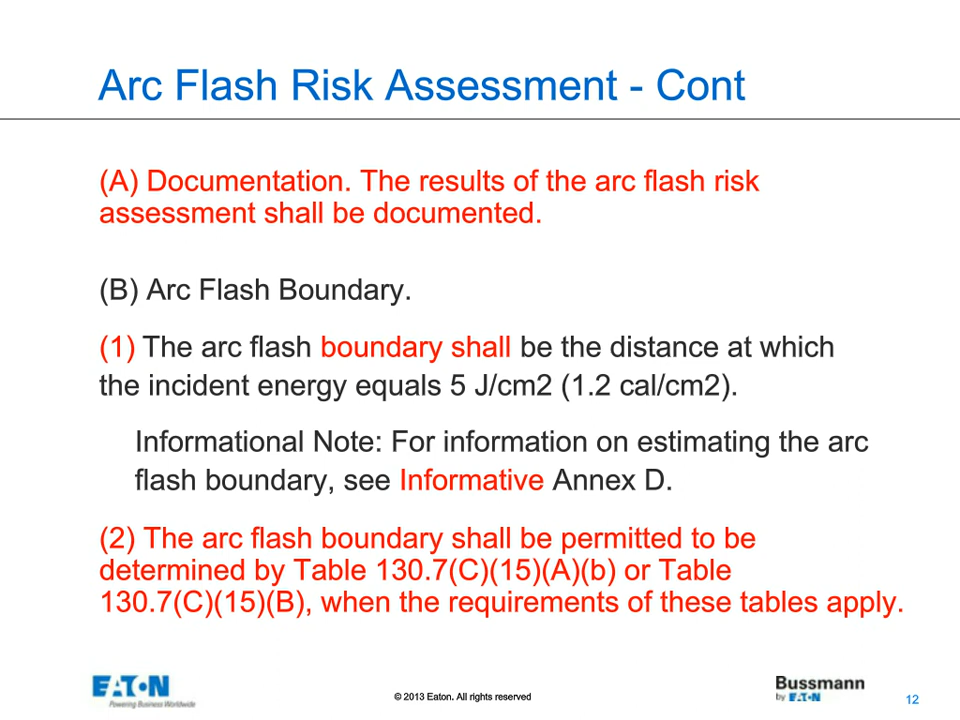 Arc Flash Risk Assessment - Cont
(A) Documentation. The results of the arc flash risk
assessment shall be documented.
(B) Arc Flash Boundary.
(1) The arc flash boundary shall be the distance at which
the incident energy equals 5 J/cm2 (1.2 cal/cm2).
Informational Note: For information on estimating the arc
flash boundary, see Informative Annex D.
(2) The arc flash boundary shall be permitted to be
determined by Table 130.7(C)(15)(A)(b) or Table
130.7(C)(15)(B), when the requirements of these tables apply.
EATON
Powering Business Worldwide
© 2013 Eaton. All rights reserved
Bussmann
by EATON
12